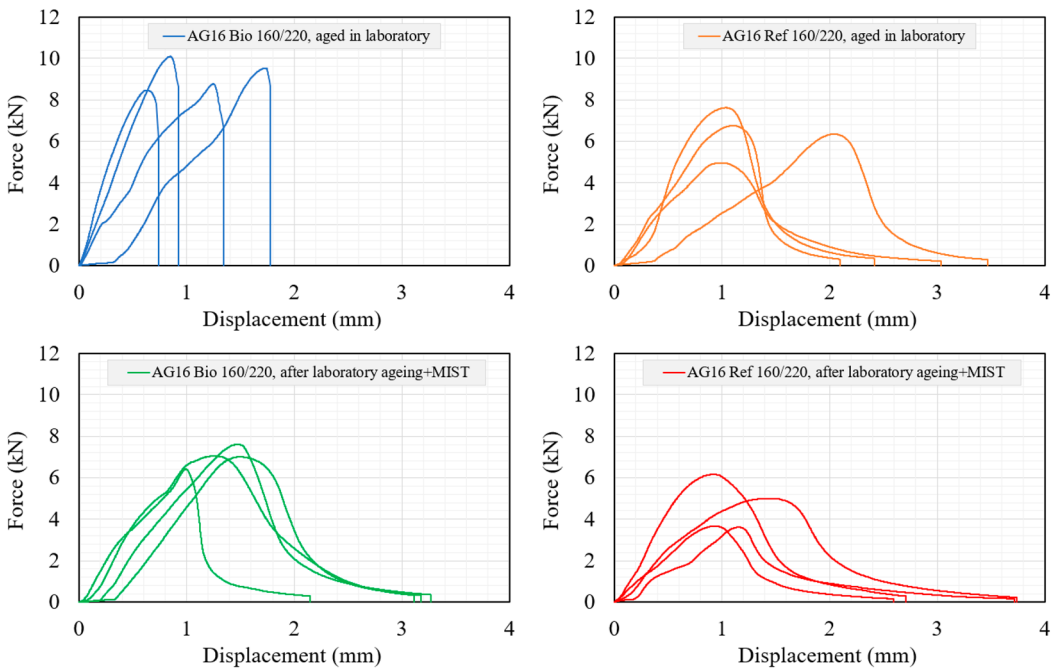 AG16 Bio 160/220, aged in laboratory
12
10
8
6
4
2
0
Force (kN)
0 1 2 3 4
Displacement (mm)
AG16 Ref 160/220, aged in laboratory
12
10
8
6
4
2
0
Force (kN)
0 1 2 3 4
Displacement (mm)
AG16 Bio 160/220, after laboratory ageing+MIST
12
10
8
6
4
2
0
Force (kN)
0 1 2 3 4
Displacement (mm)
AG16 Ref 160/220, after laboratory ageing+MIST
12
10
8
6
4
2
0
Force (kN)
0 1 2 3 4
Displacement (mm)